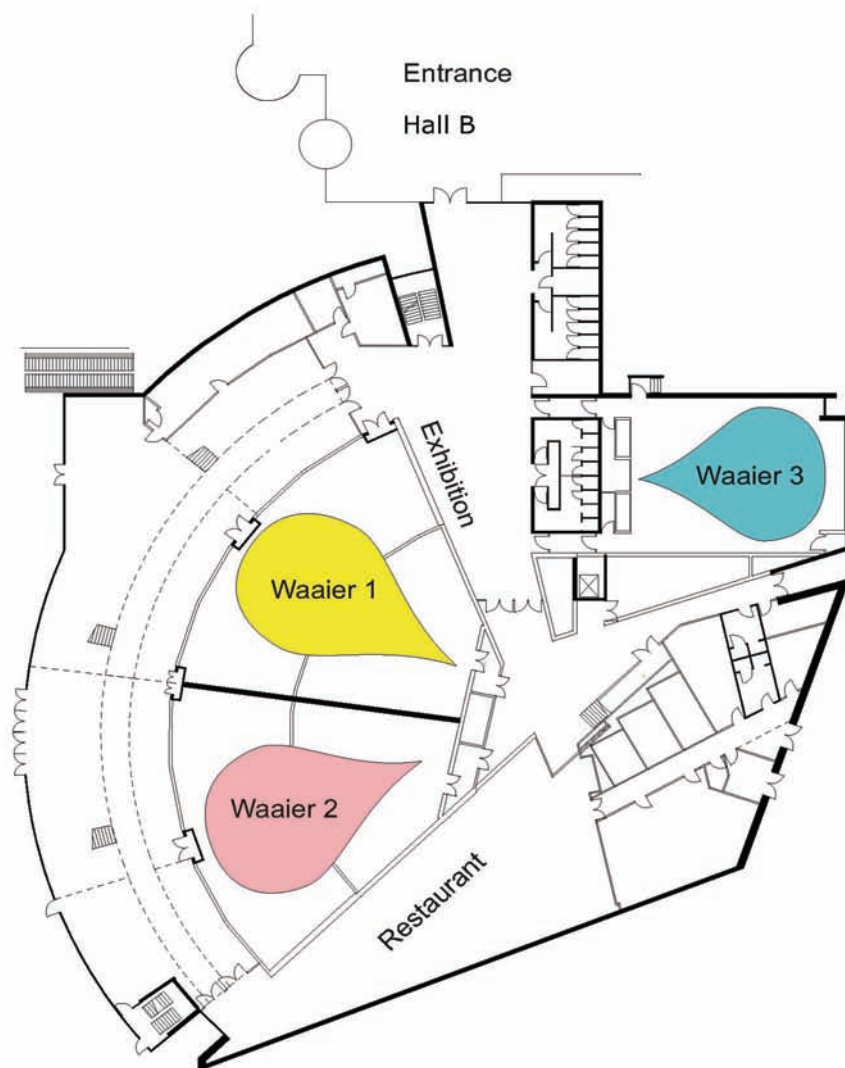 Entrance
Hall B
Exhibition
Waaier 3
Waaier 1
Waaier 2
Restaurant